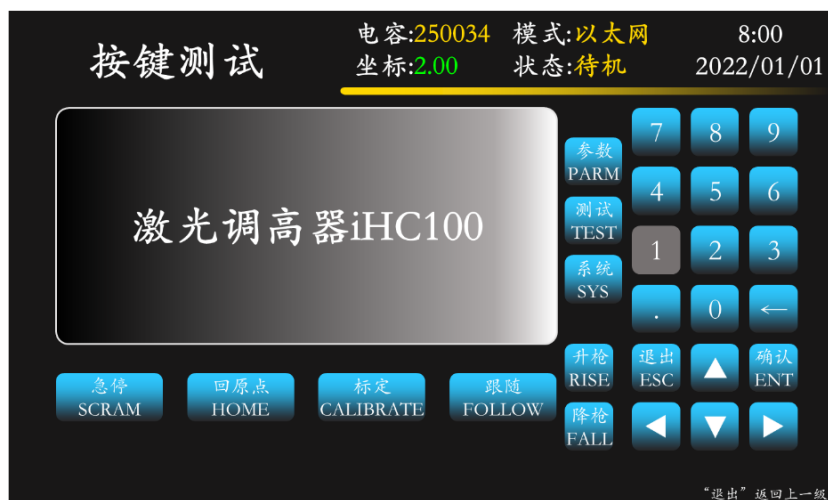 按键测试
电容:250034 模式:以太网 8:00
坐标:2.00 状态:待机 2022/01/01
激光调高器iHC100
参数
PARM
测试
TEST
系统
SYS
7 8 9
4 5 6
1 2 3
. 0 ←
升枪
RISE
退出
ESC
▲
确认
ENT
降枪
FALL
◀ ▼ ▶
急停
SCRAM
回原点
HOME
标定
CALIBRATE
跟随
FOLLOW
“退出”返回上一级